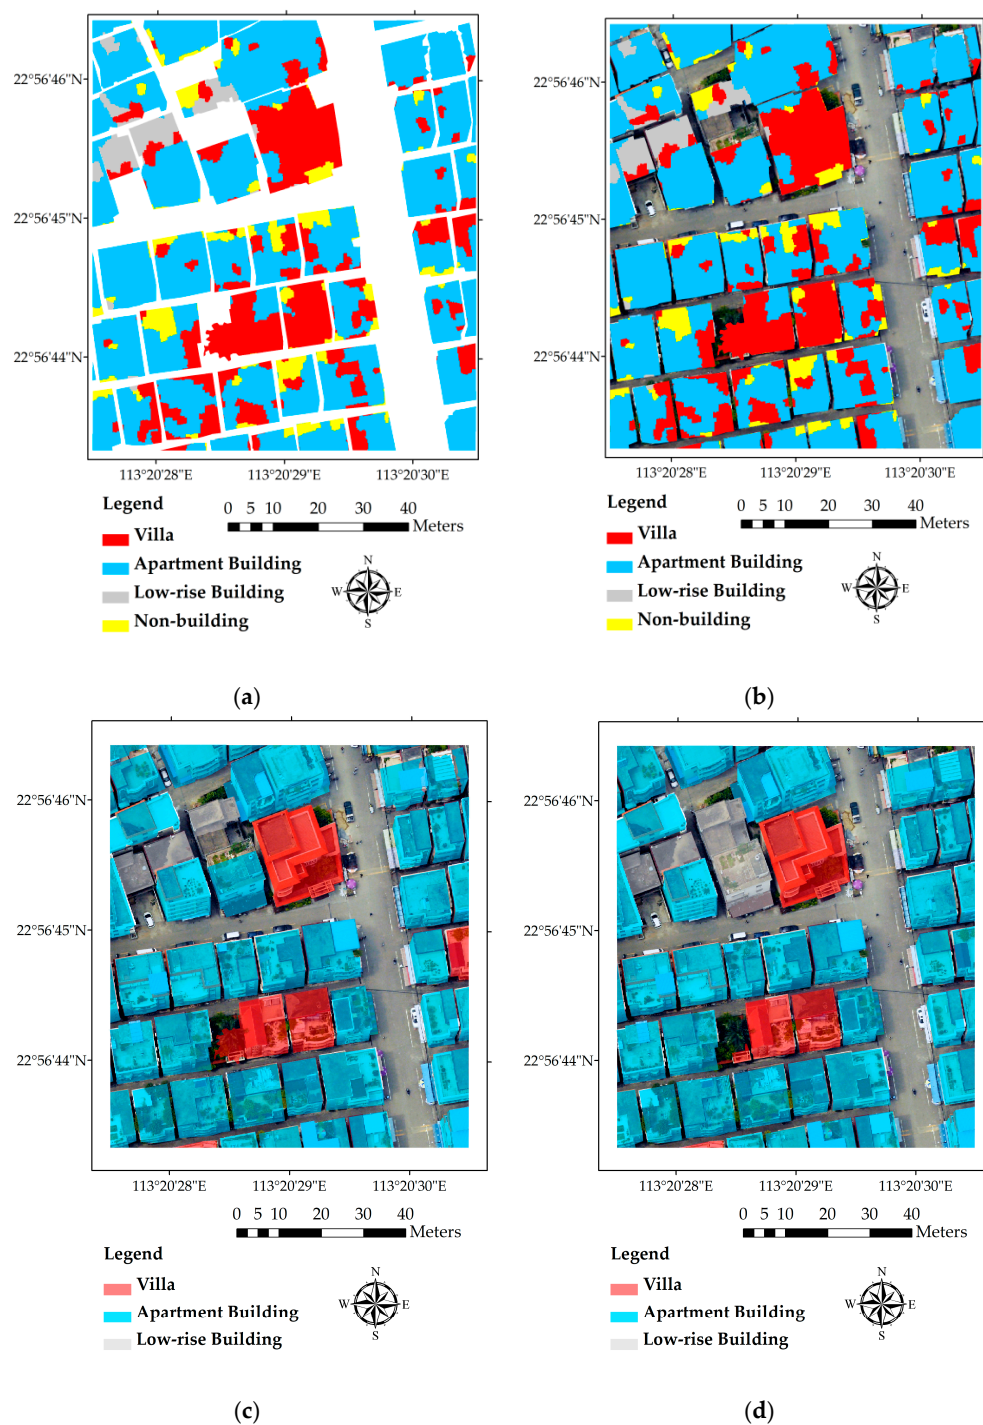 22°56'46"N
22°56'45"N
22°56'44"N
113°20'28"E 113°20'29"E 113°20'30"E
Legend
0 5 10 20 30 40
Meters
Villa
Apartment Building
Low-rise Building
Non-building
N
W E
S
(a)
22°56'46"N
22°56'45"N
22°56'44"N
113°20'28"E 113°20'29"E 113°20'30"E
Legend
0 5 10 20 30 40
Meters
Villa
Apartment Building
Low-rise Building
Non-building
N
W E
S
(b)
22°56'46"N
22°56'45"N
22°56'44"N
113°20'28"E 113°20'29"E 113°20'30"E
0 5 10 20 30 40
Meters
Legend
Villa
Apartment Building
Low-rise Building
N
W E
S
(c)
22°56'46"N
22°56'45"N
22°56'44"N
113°20'28"E 113°20'29"E 113°20'30"E
0 5 10 20 30 40
Meters
Legend
Villa
Apartment Building
Low-rise Building
N
W E
S
(d)